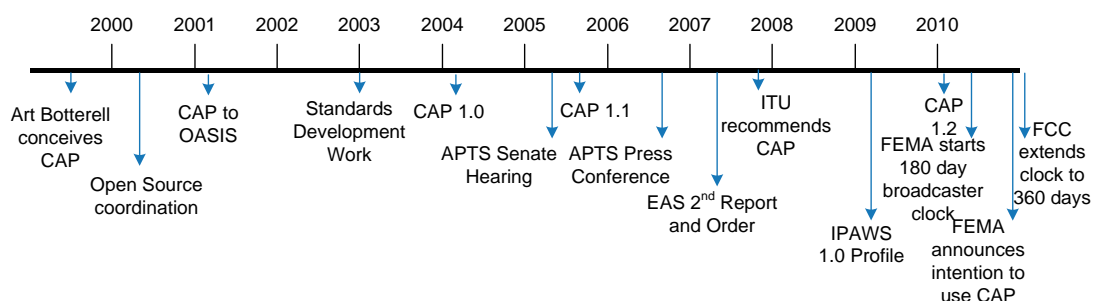 2000 2001 2002 2003 2004 2005 2006 2007 2008 2009 2010
Art Botterell
conceives
CAP
Open Source
coordination
CAP to
OASIS
Standards
Development
Work
CAP 1.0
APTS Senate
Hearing
CAP 1.1
APTS Press
Conference
EAS 2nd Report
and Order
ITU
recommends
CAP
IPAWS
1.0 Profile
CAP
1.2
FEMA starts
180 day
broadcaster
clock
FEMA
announces
intention to
use CAP
FCC
extends
clock to
360 days